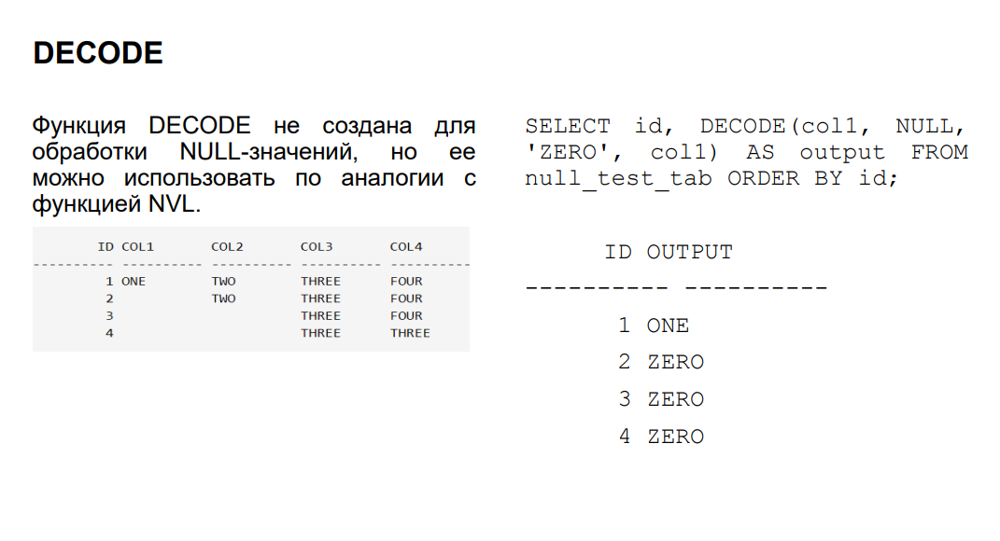 DECODE
Функция DECODE не создана для
обработки NULL-значений, но ее
можно использовать по аналогии с
функцией NVL.
ID COL1 COL2 COL3 COL4
---------- ---------- ---------- ---------- ----------
1 ONE TWO THREE FOUR
2 TWO THREE FOUR
3 THREE FOUR
4 THREE THREE
SELECT id, DECODE(col1, NULL,
'ZERO', col1) AS output FROM
null_test_tab ORDER BY id;
ID OUTPUT
---------- ----------
1 ONE
2 ZERO
3 ZERO
4 ZERO